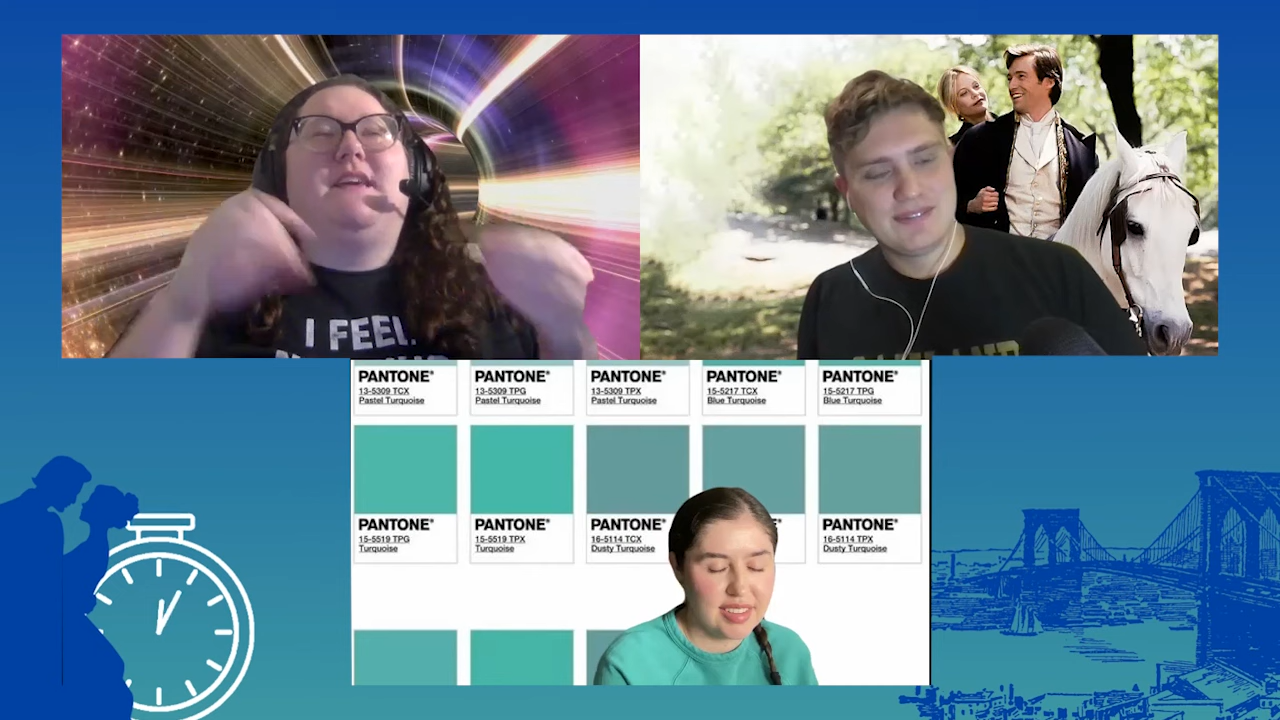 I FEEL
PANTONE®
13-5309 TCX
Pastel Turquoise
PANTONE®
13-5309 TPG
Pastel Turquoise
PANTONE®
13-5309 TPX
Pastel Turquoise
PANTONE®
15-5217 TCX
Blue Turquoise
PANTONE®
15-5217 TPG
Blue Turquoise
PANTONE®
15-5519 TPG
Turquoise
PANTONE®
15-5519 TPX
Turquoise
PANTONE
16-5114 TCX
Dusty Turquoise
PANTONE®
16-5114 TPX
Dusty Turquoise